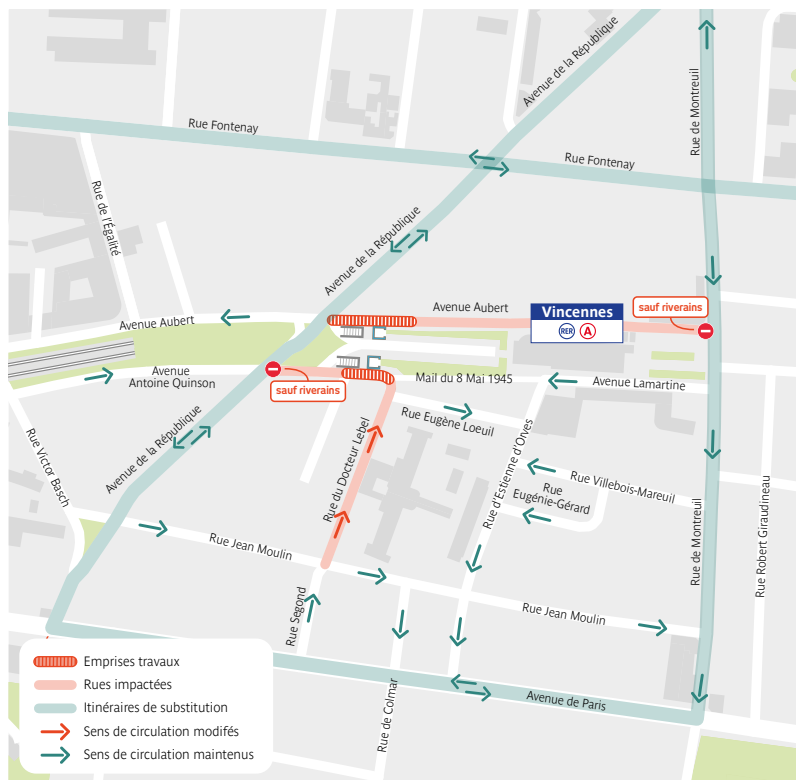 Avenue de la République
Rue de Montreuil
Rue Fontenay
Rue Fontenay
Rue de l'Égalité
Avenue de la République
Avenue Aubert
Vincennes
RER A
sauf riverains
Avenue Aubert
Avenue
Antoine Quinson
sauf riverains
Mail du 8 Mai 1945
Avenue Lamartine
Rue Eugène Loeuil
Avenue de la République
Rue Victor Basch
Rue du Docteur Lebel
Rue d'Estienne d'Orves
Rue Villebois-Mareuil
Rue
Eugénie-Gérard
Rue de Montreuil
Rue Robert Giraudineau
Rue Jean Moulin
Rue Jean Moulin
Rue Segond
Rue de Colmar
Avenue de Paris
Emprises travaux
Rues impactées
Itinéraires de substitution
Sens de circulation modifiés
Sens de circulation maintenus